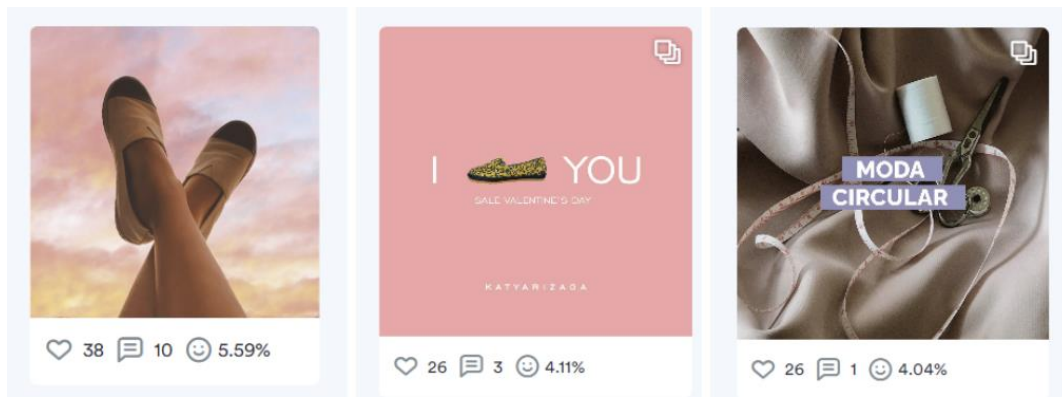 38 10 5.59%
I YOU
SALE VALENTINE'S DAY
KATYARIZAGA
26 3 4.11%
MODA
CIRCULAR
26 1 4.04%